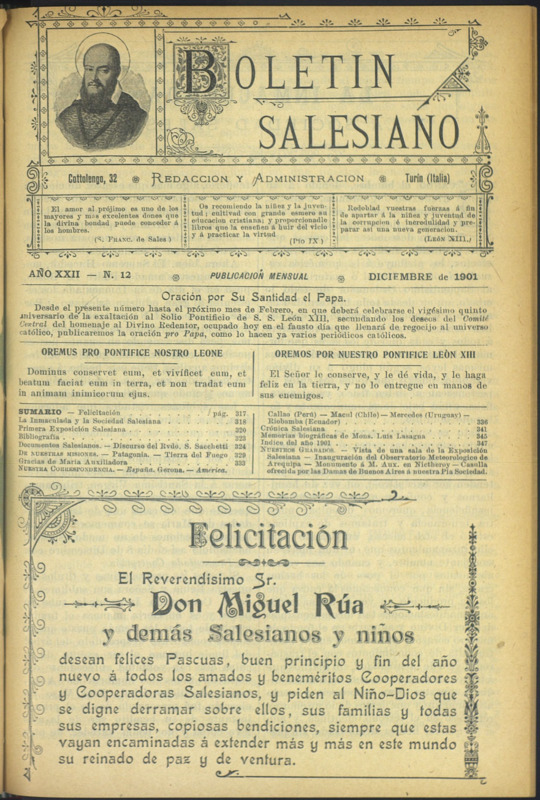 BOLETIN
SALESIANO
Cottolengo, 32 REDACCION Y ADMINISTRACION Turín (Italia)
El amor al prójimo es uno de los
mayores y más excelentes dones que
la divina bondad puede conceder á
los hombres.
(S. FRANC. de Sales)
Os recomiendo la niñez y la juven-
tud; cultivad con grande esmero su
educación cristiana; y proporcionadle
libros que la enseñen á huir del vicio
y á practicar la virtud
(Pío IX)
Redoblad vuestras fuerzas á fin
de apartar á la niñez y juventud de
la corrupción é incredulidad y pre-
parar así una nueva generación.
(LEÓN XIII.)
AÑO XXII — N. 12 PUBLICACIÓN MENSUAL DICIEMBRE de 1901
Oración por Su Santidad el Papa.
Desde el presente número hasta el próximo mes de Febrero, en que deberá celebrarse el vigésimo quinto
aniversario de la exaltación al Solio Pontificio de S. S. León XIII, secundando los deseos del Comité
Central del homenaje al Divino Redentor, ocupado hoy en el fausto día que llenará de regocijo al universo
católico, publicaremos la oración pro Papa, como lo hacen ya varios periódicos católicos.
OREMUS PRO PONTIFICE NOSTRO LEONE
Dominus conservet eum, et vivificet eum, et
beatum faciat eum in terra, et non tradat eum
in animam inimicorum ejus.
OREMOS POR NUESTRO PONTIFICE LEÒN XIII
El Señor le conserve, y le dé vida, y le haga
feliz en la tierra, y no lo entregue en manos de
sus enemigos.
SUMARIO — Felicitación pág. 317
La Inmaculada y la Sociedad Salesiana 318
Primera Exposición Salesiana 320
Bibliografía 323
Documentos Salesianos. — Discurso del Rvdo. S. Sacchetti 324
DE NUESTRAS MISIONES. — Patagonia. — Tierra del Fuego 329
Gracias de María Auxiliadora 333
NUESTRA CORRESPONDENCIA. — España. Gerona. — America.
Callao (Perú) — Macul (Chile) — Mercedes (Uruguay) —
Riobamba (Ecuador) 336
Crónica Salesiana 341
Memorias biográficas de Mons. Luis Lasagna 345
Indice del año 1901 347
NUESTROS GRABADOS. — Vista de una sala de la Exposición
Salesiana — Inauguración del Observatorio Meteorologico de
Arequipa — Monumento á M. Aux. en Nictheroy — Casulla
ofrecida por las Damas de Buenos Aires á nuestra Pía Sociedad.
Felicitación
El Reverendísimo Sr.
Don Miguel Rúa
y demás Salesianos y niños
desean felices Pascuas, buen principio y fin del año
nuevo á todos los amados y beneméritos Cooperadores
y Cooperadoras Salesianos, y piden al Niño-Dios que
se digne derramar sobre ellos, sus familias y todas
sus empresas, copiosas bendiciones, siempre que estas
vayan encaminadas á extender más y más en este mundo
su reinado de paz y de ventura.